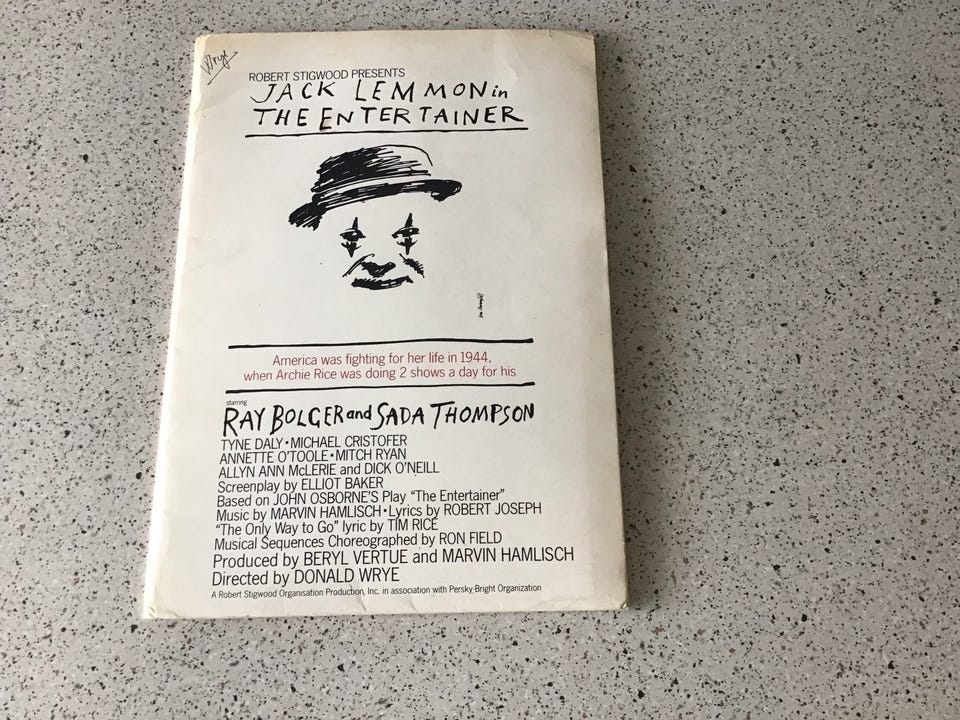 Wrye
ROBERT STIGWOOD PRESENTS
JACK LEMMON in
THE ENTERTAINER
America was fighting for her life in 1944,
when Archie Rice was doing 2 shows a day for his.
starring
RAY BOLGER and SADA THOMPSON
TYNE DALY • MICHAEL CRISTOFER
ANNETTE O'TOOLE • MITCH RYAN
ALLYN ANN McLERIE and DICK O'NEILL
Screenplay by ELLIOT BAKER
Based on JOHN OSBORNE'S Play "The Entertainer"
Music by MARVIN HAMLISCH • Lyrics by ROBERT JOSEPH
"The Only Way to Go" lyric by TIM RICE
Musical Sequences Choreographed by RON FIELD
Produced by BERYL VERTUE and MARVIN HAMLISCH
Directed by DONALD WRYE
A Robert Stigwood Organisation Production, Inc. in association with Persky-Bright Organization